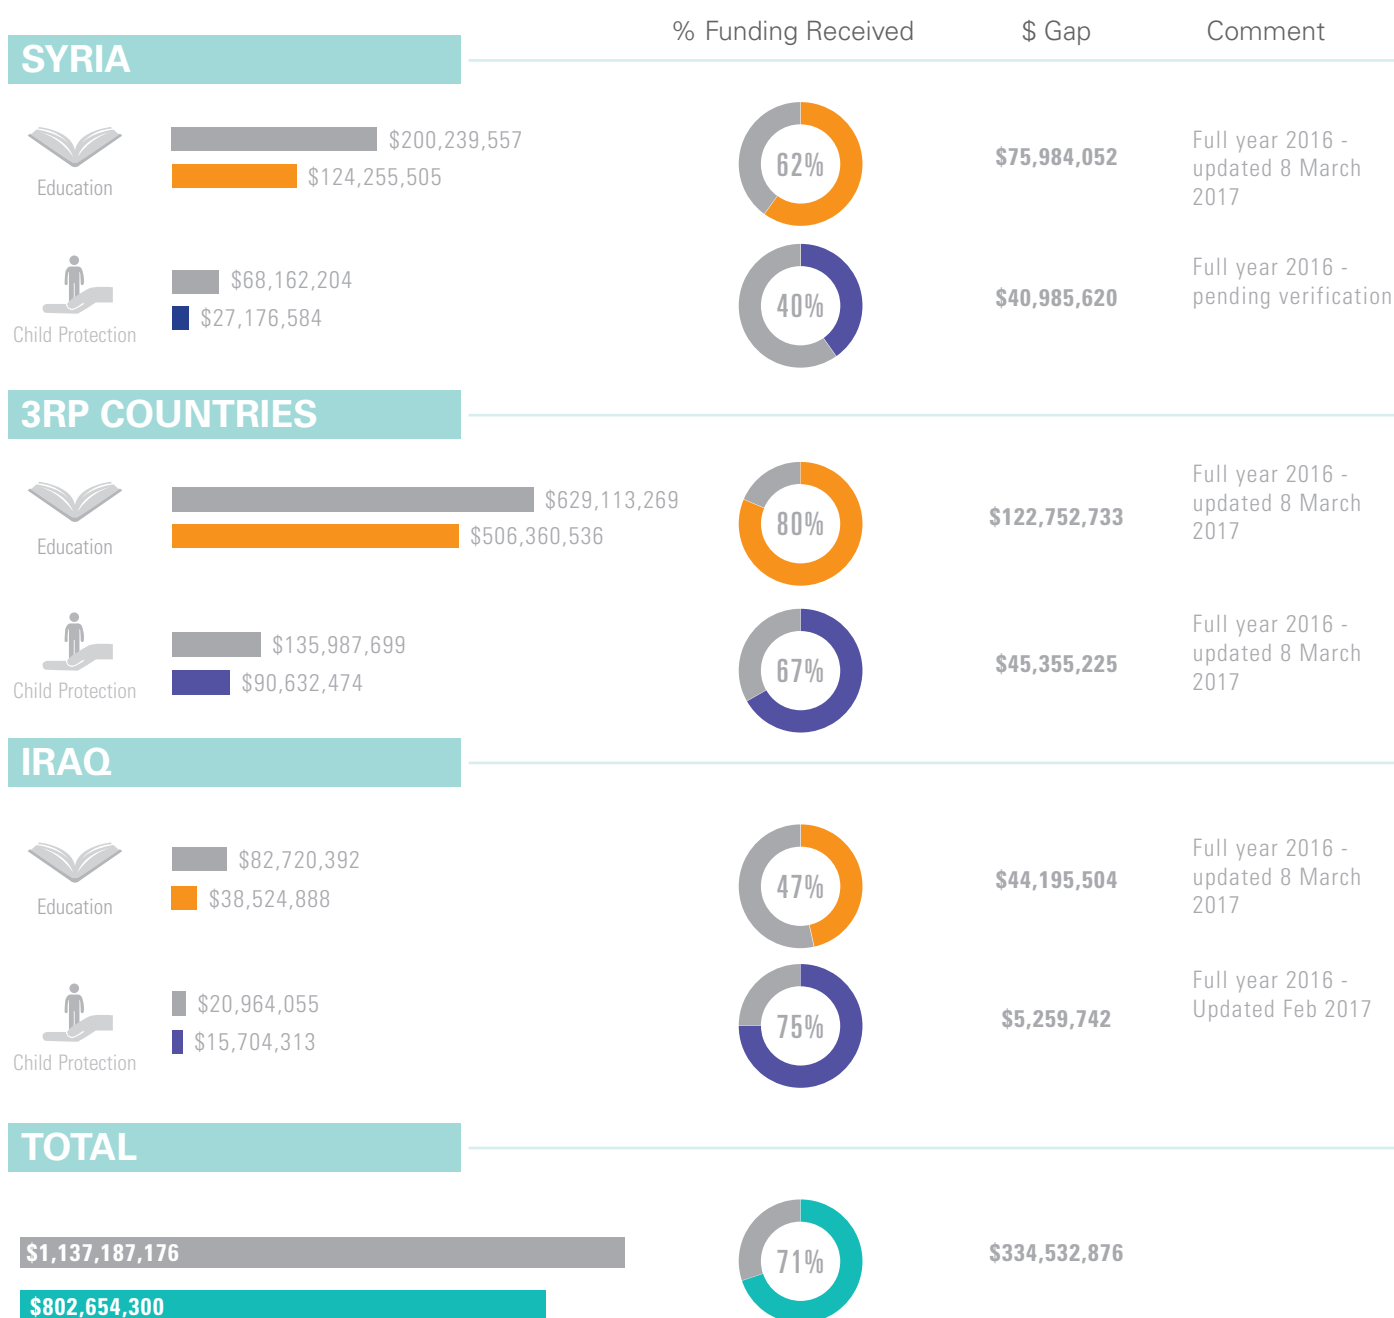 % Funding Received
$ Gap
Comment
SYRIA
Education
$200,239,557
$124,255,505
62%
$75,984,052
Full year 2016 -
updated 8 March
2017
Child Protection
$68,162,204
$27,176,584
40%
$40,985,620
Full year 2016 -
pending verification
3RP COUNTRIES
Education
$629,113,269
$506,360,536
80%
$122,752,733
Full year 2016 -
updated 8 March
2017
Child Protection
$135,987,699
$90,632,474
67%
$45,355,225
Full year 2016 -
updated 8 March
2017
IRAQ
Education
$82,720,392
$38,524,888
47%
$44,195,504
Full year 2016 -
updated 8 March
2017
Child Protection
$20,964,055
$15,704,313
75%
$5,259,742
Full year 2016 -
Updated Feb 2017
TOTAL
$1,137,187,176
$802,654,300
71%
$334,532,876